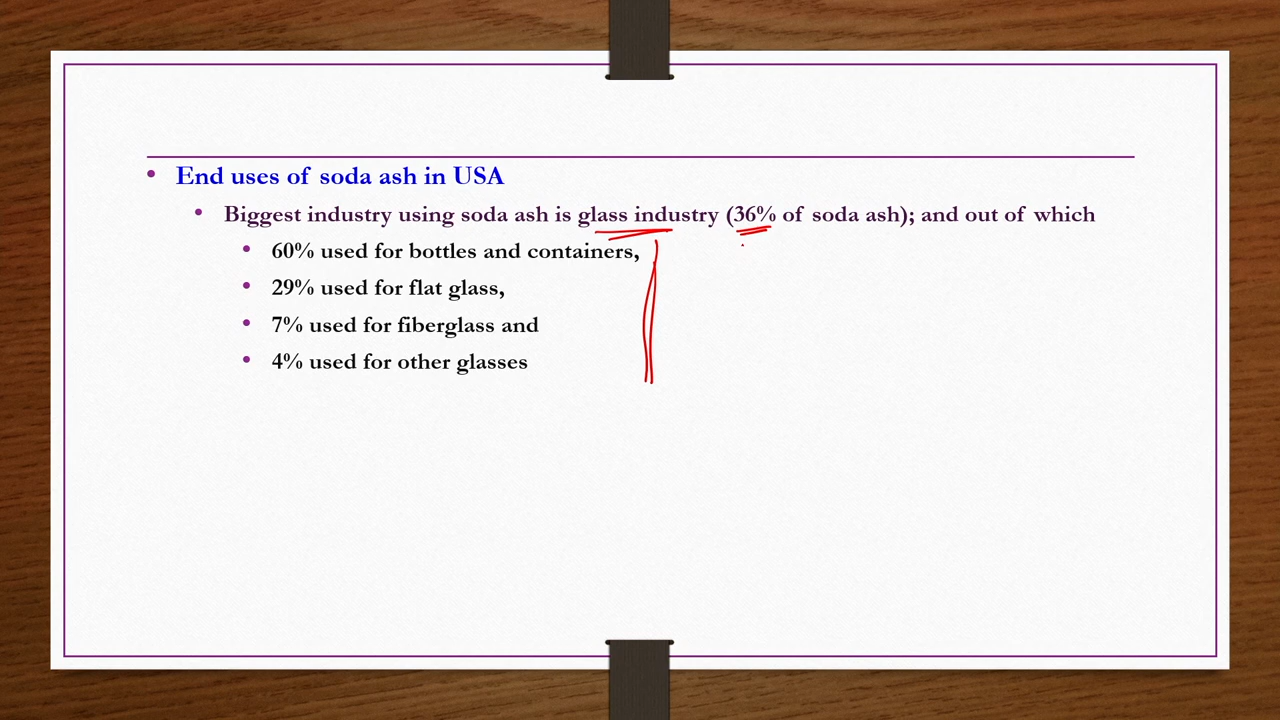 • End uses of soda ash in USA
• Biggest industry using soda ash is glass industry (36% of soda ash); and out of which
• 60% used for bottles and containers,
• 29% used for flat glass,
• 7% used for fiberglass and
• 4% used for other glasses